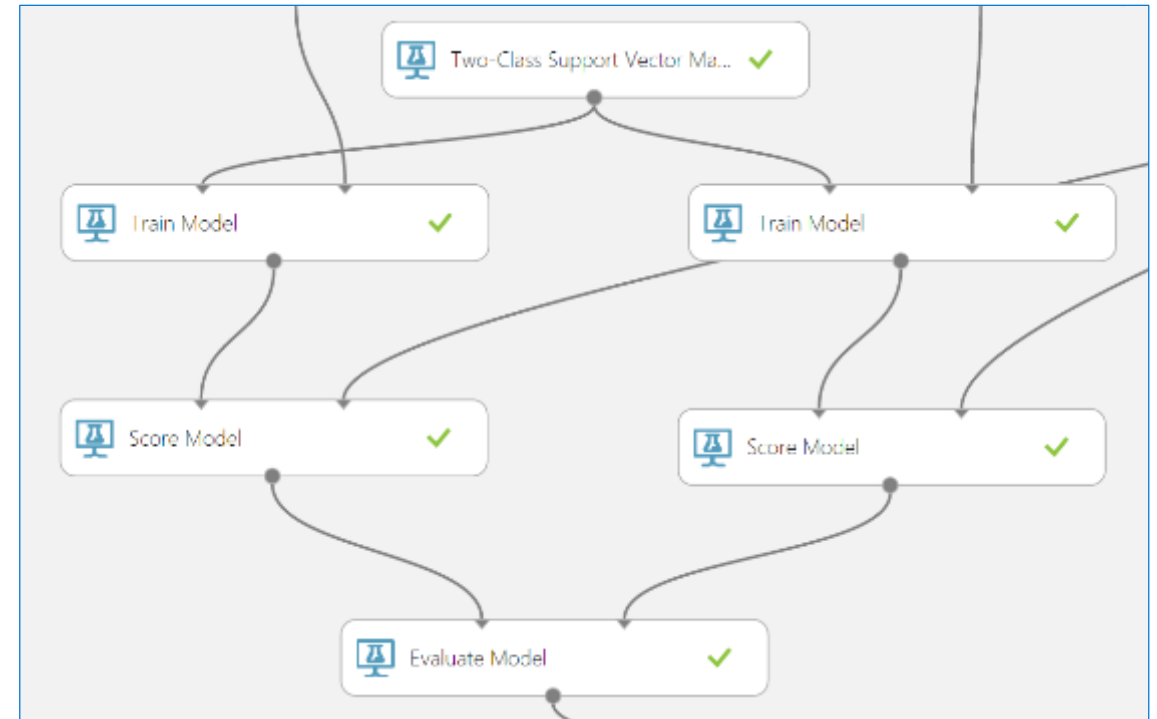 Two-Class Support Vector Ma...
Train Model
Train Model
Score Model
Score Model
Evaluate Model